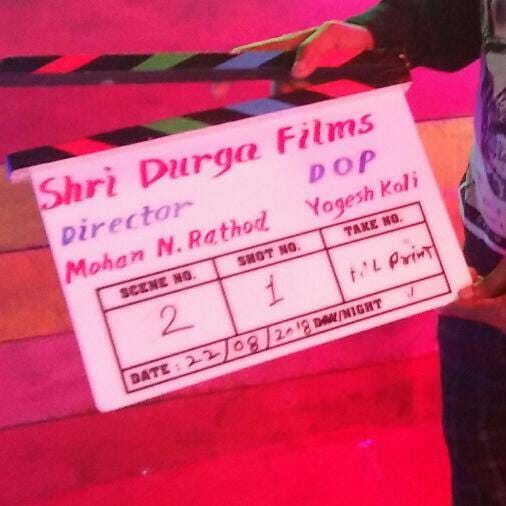 Shri Durga Films
Director DOP
Mohan N. Rathod Yogesh Koli
SCENE NO. SHOT NO. TAKE NO.
2 1 Print
DATE: 22/08/2018 DAY/NIGHT